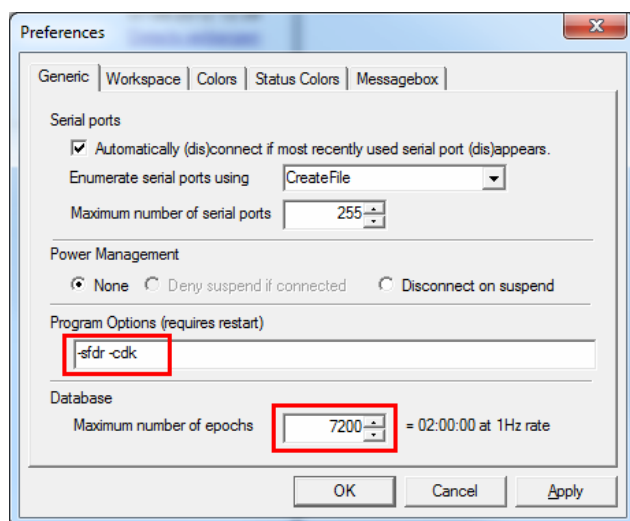 Preferences
Generic Workspace Colors Status Colors Messagebox
Serial ports
Automatically (dis)connect if most recently used serial port (dis)appears.
Enumerate serial ports using CreateFile
Maximum number of serial ports 255
Power Management
None Deny suspend if connected Disconnect on suspend
Program Options (requires restart)
-sfdr -cdk
Database
Maximum number of epochs 7200 = 02:00:00 at 1Hz rate
OK Cancel Apply